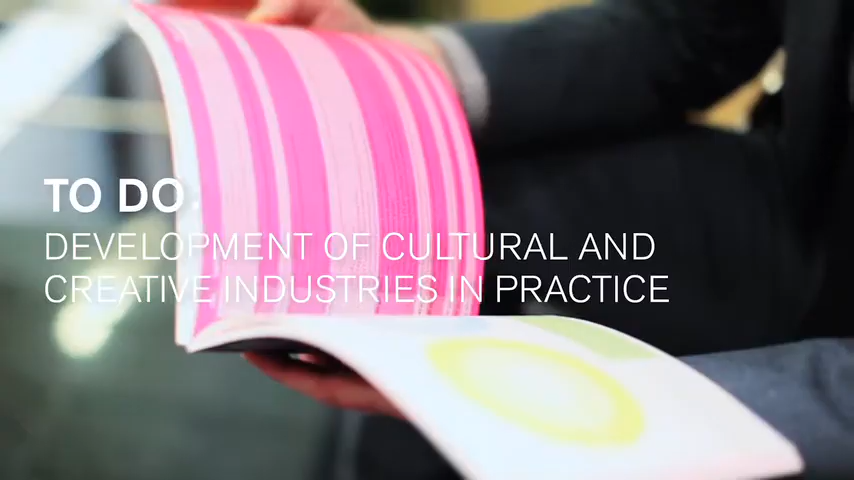 TO DO:
DEVELOPMENT OF CULTURAL AND
CREATIVE INDUSTRIES IN PRACTICE